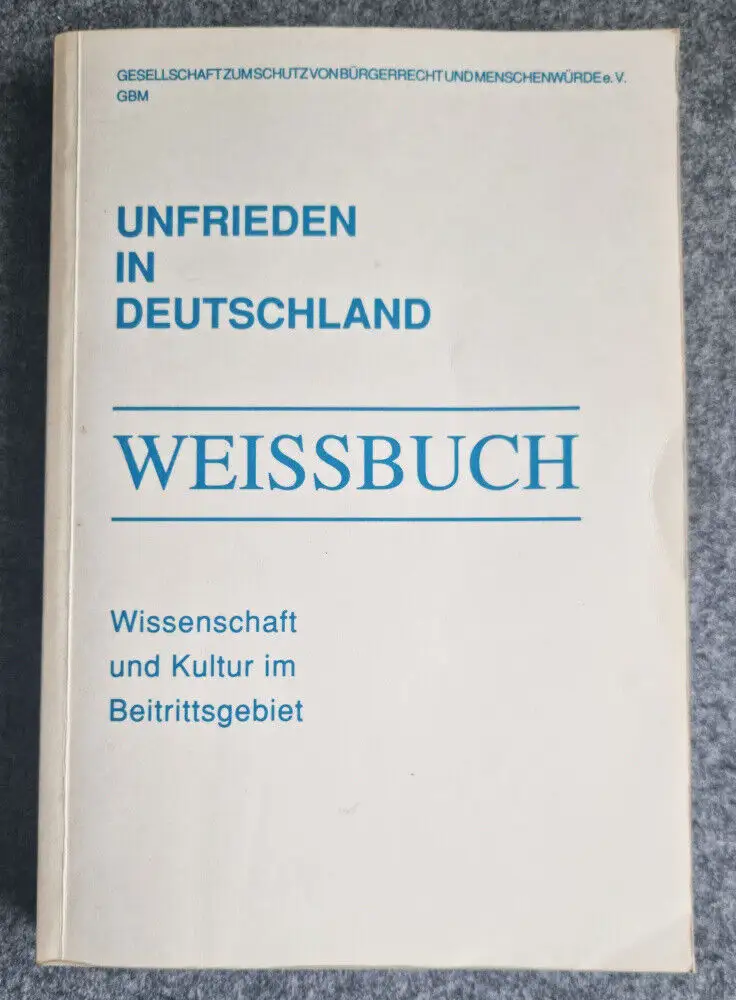 GESELLSCHAFT ZUM SCHUTZ VON BÜRGERRECHT UND MENSCHENWÜRDE e. V.
GBM
UNFRIEDEN
IN
DEUTSCHLAND
WEISSBUCH
Wissenschaft
und Kultur im
Beitrittsgebiet